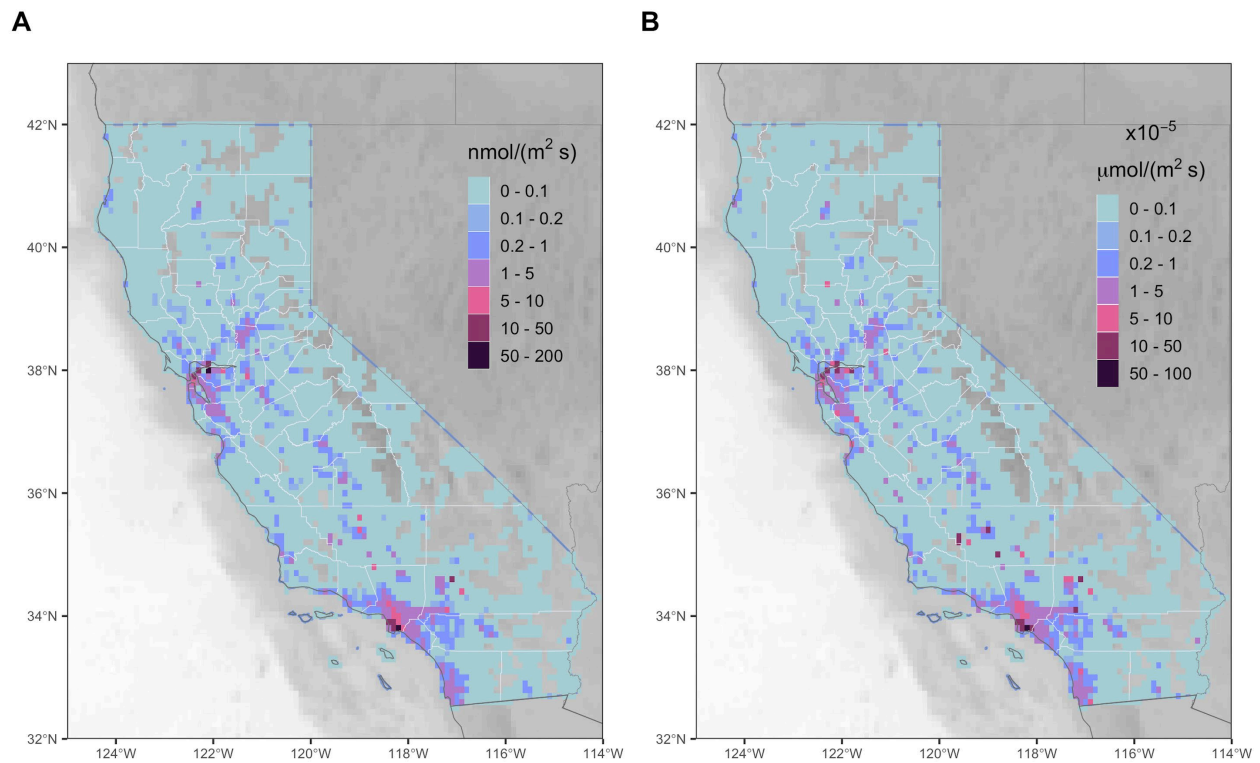 A
B
nmol/(m² s)
0 - 0.1
0.1 - 0.2
0.2 - 1
1 - 5
5 - 10
10 - 50
50 - 200
42°N
40°N
38°N
36°N
34°N
32°N
124°W
122°W
120°W
118°W
116°W
114°W
x10⁻⁵
μmol/(m² s)
0 - 0.1
0.1 - 0.2
0.2 - 1
1 - 5
5 - 10
10 - 50
50 - 100
42°N
40°N
38°N
36°N
34°N
32°N
124°W
122°W
120°W
118°W
116°W
114°W